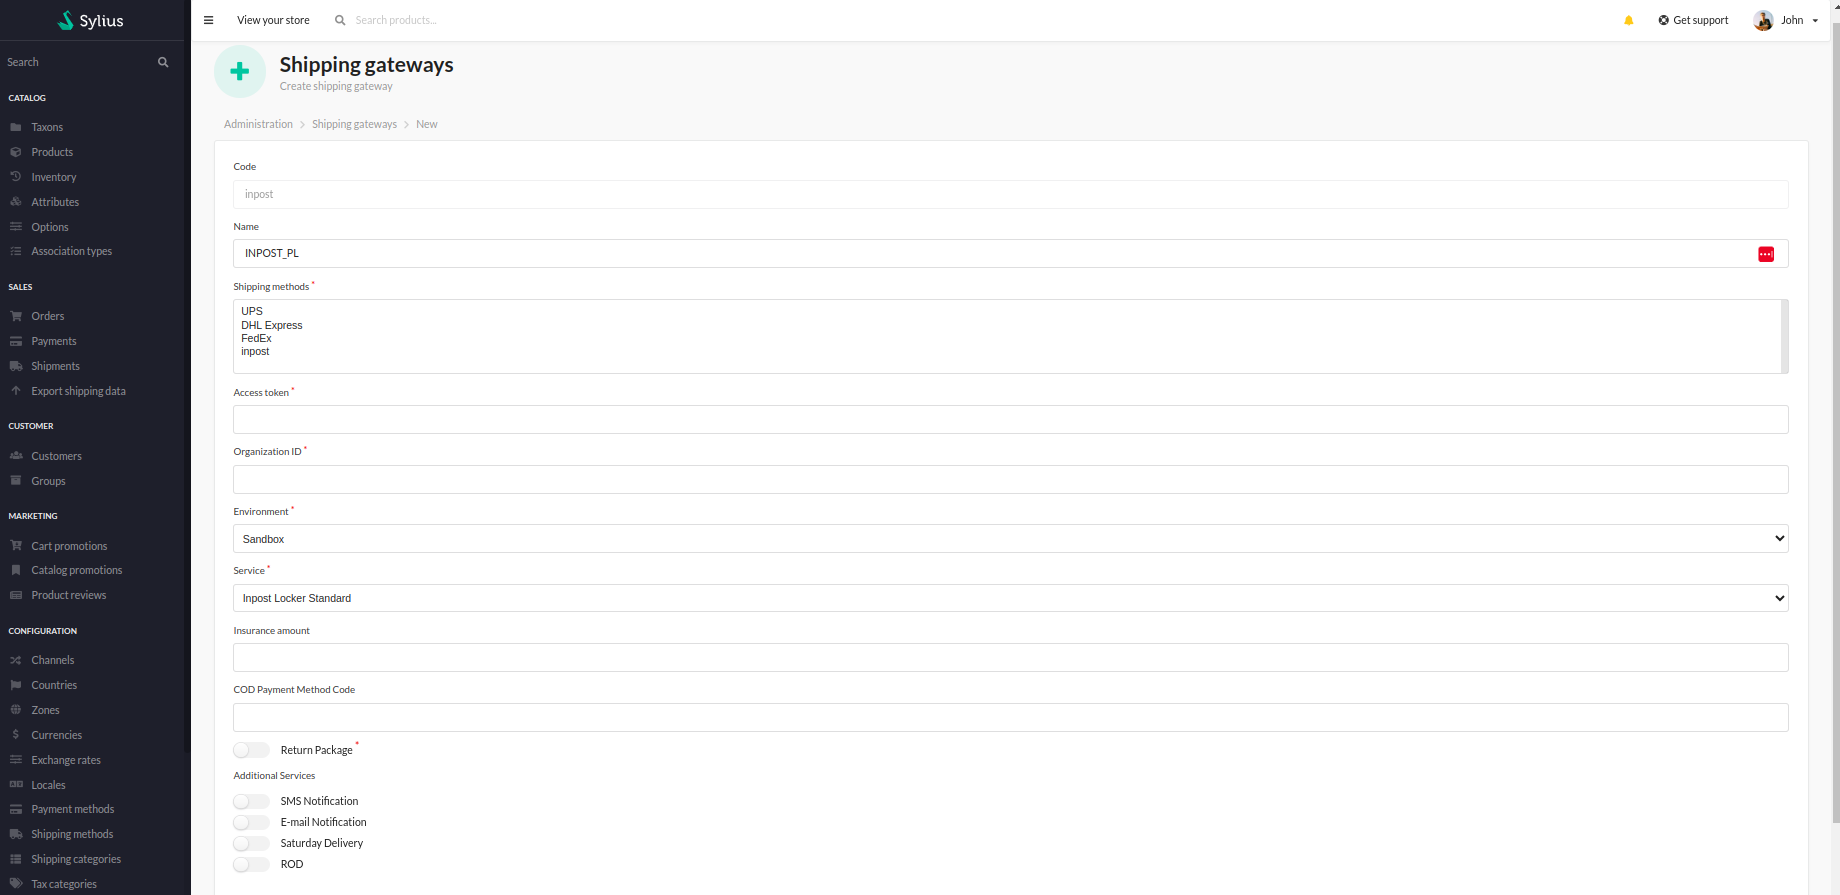 Sylius
Search
CATALOG
Taxons
Products
Inventory
Attributes
Options
Association types
SALES
Orders
Payments
Shipments
Export shipping data
CUSTOMER
Customers
Groups
MARKETING
Cart promotions
Catalog promotions
Product reviews
CONFIGURATION
Channels
Countries
Zones
Currencies
Exchange rates
Locales
Payment methods
Shipping methods
Shipping categories
Tax categories
View your store
Search products...
Get support
John
Shipping gateways
Create shipping gateway
Administration > Shipping gateways > New
Code
inpost
Name
INPOST_PL
Shipping methods *
UPS
DHL Express
FedEx
inpost
Access token *
Organization ID *
Environment *
Sandbox
Service *
Inpost Locker Standard
Insurance amount
COD Payment Method Code
Return Package *
Additional Services
SMS Notification
E-mail Notification
Saturday Delivery
ROD